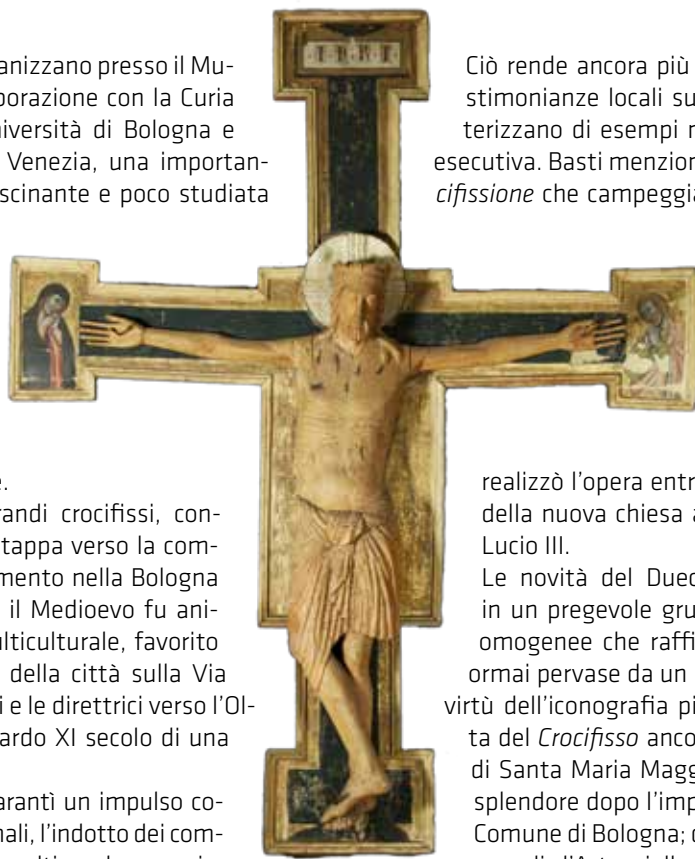 anizzano presso il Mu-
borazione con la Curia
iversità di Bologna e
Venezia, una importan-
scinante e poco studiata
e.
randi crocifissi, con-
tappa verso la com-
mento nella Bologna
il Medioevo fu ani-
ulticulturale, favorito
della città sulla Via
i e le direttrici verso l'Ol-
ardo XI secolo di una
arantì un impulso co-
nali, l'indotto dei com-
Ciò rende ancora più
stimonianze locali su
terizzano di esempi
esecutiva. Basti menzion
cifissione che campeggia
realizzò l'opera entr
della nuova chiesa a
Lucio III.
Le novità del Duec
in un pregevole gru
omogenee che raffi
ormai pervase da un
virtù dell'iconografia pi
ta del Crocifisso anco
di Santa Maria Magg
splendore dopo l'imp
Comune di Bologna;